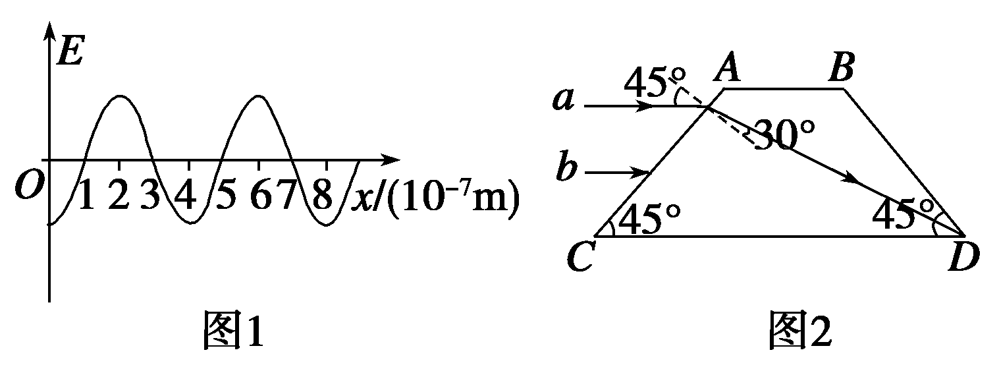 E
O 1 2 3 4 5 6 7 8 x/(10⁻⁷m)
图1
A B
45°
a
30°
b
45° 45°
C D
图2